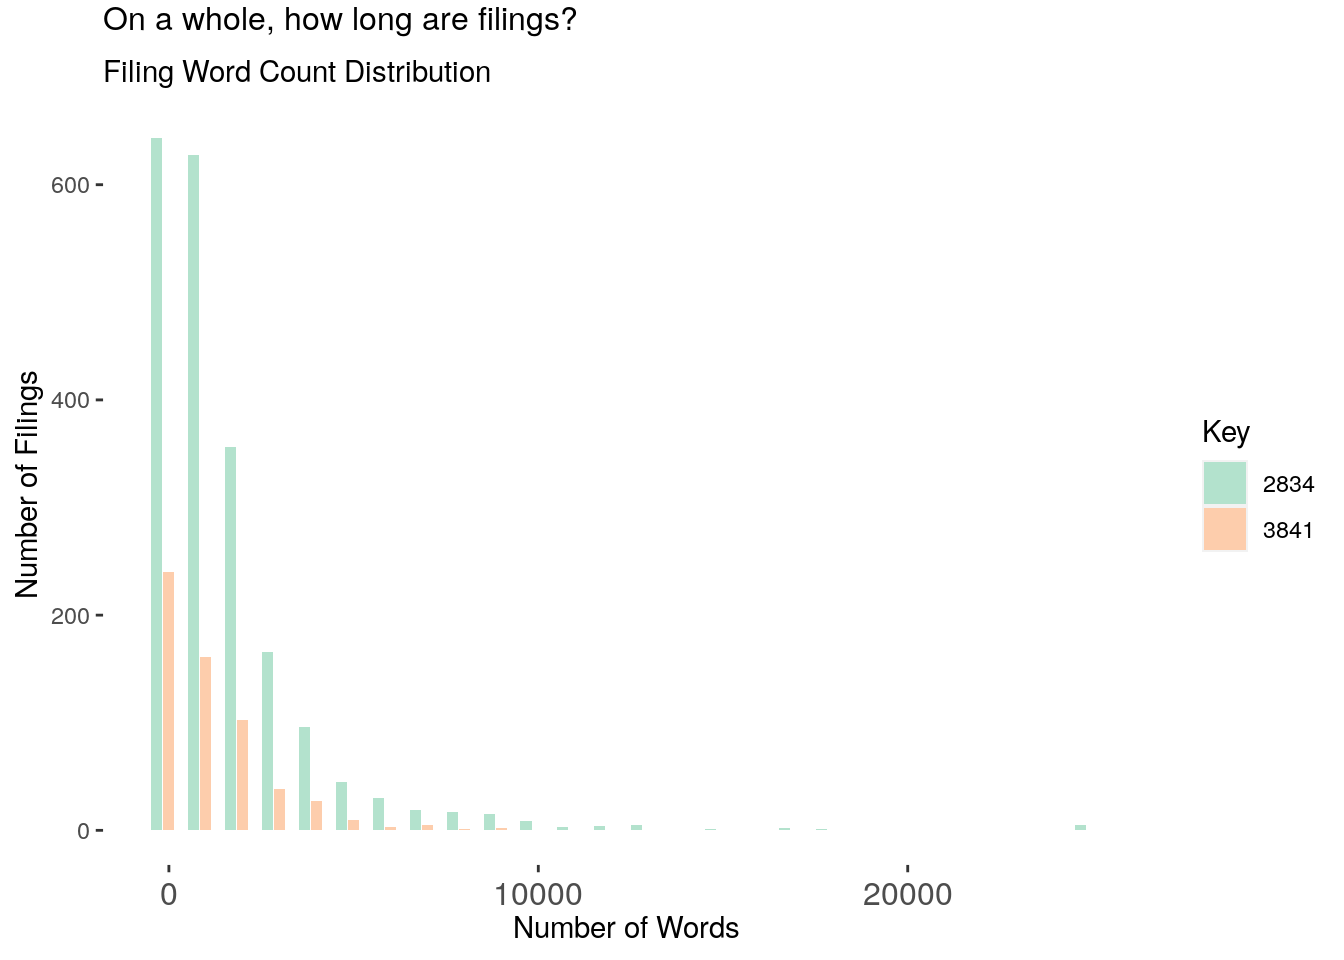 On a whole, how long are filings?
Filing Word Count Distribution
Number of Filings
600
400
200
0
0 10000 20000
Number of Words
Key
2834
3841